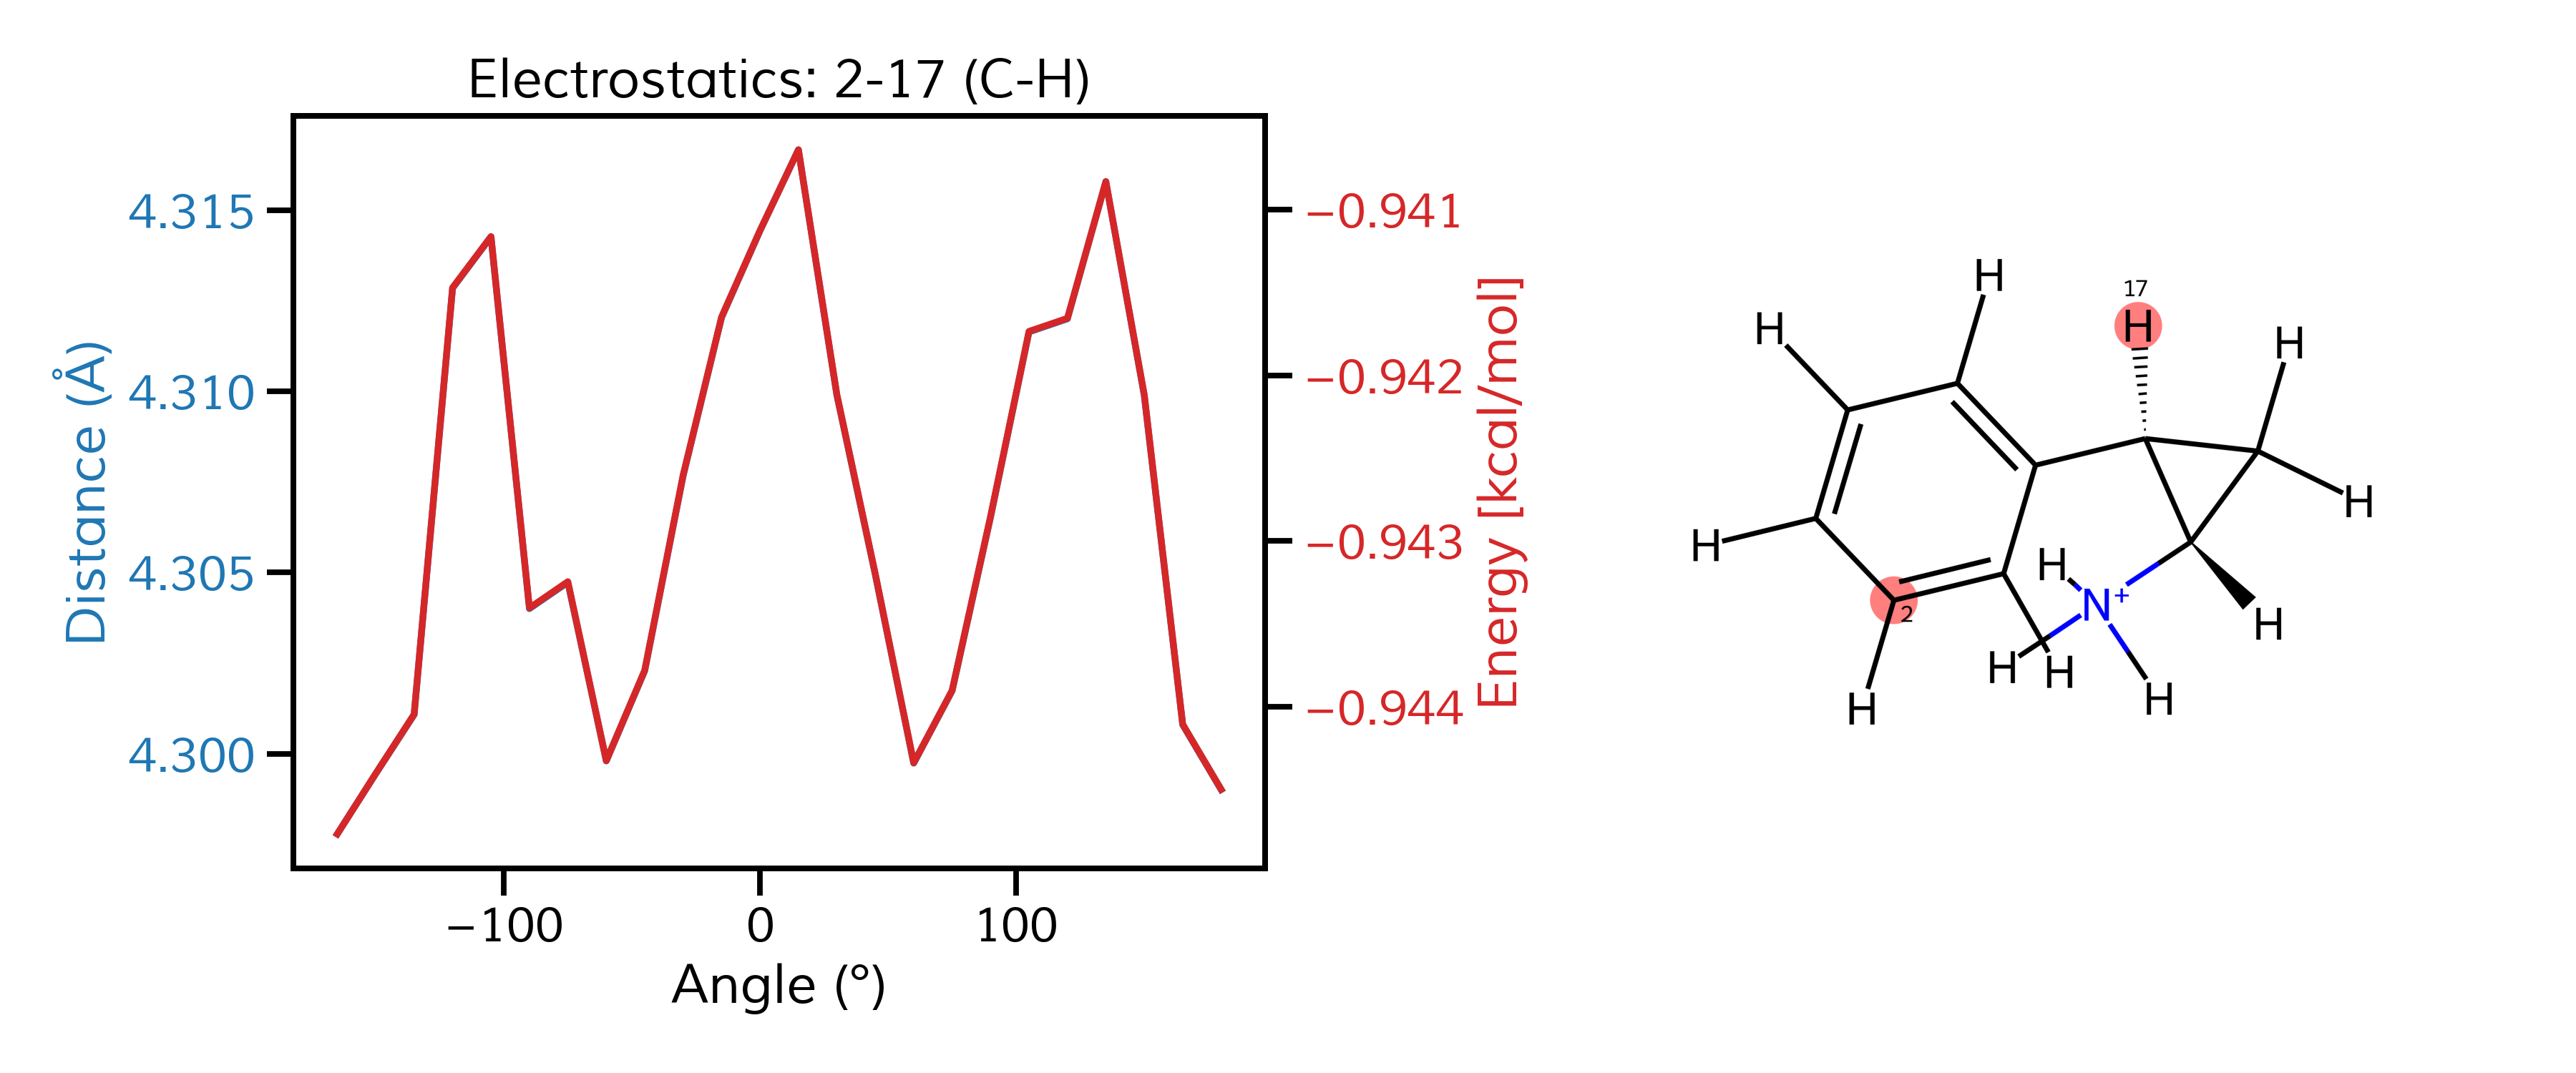 Electrostatics: 2-17 (C-H)
Distance (Å)
4.315
4.310
4.305
4.300
−0.941
−0.942
−0.943
−0.944
Energy [kcal/mol]
−100
0
100
Angle (°)
H
17
H
H
H
H
H
H
H
N+
2
H
H
H
H
H